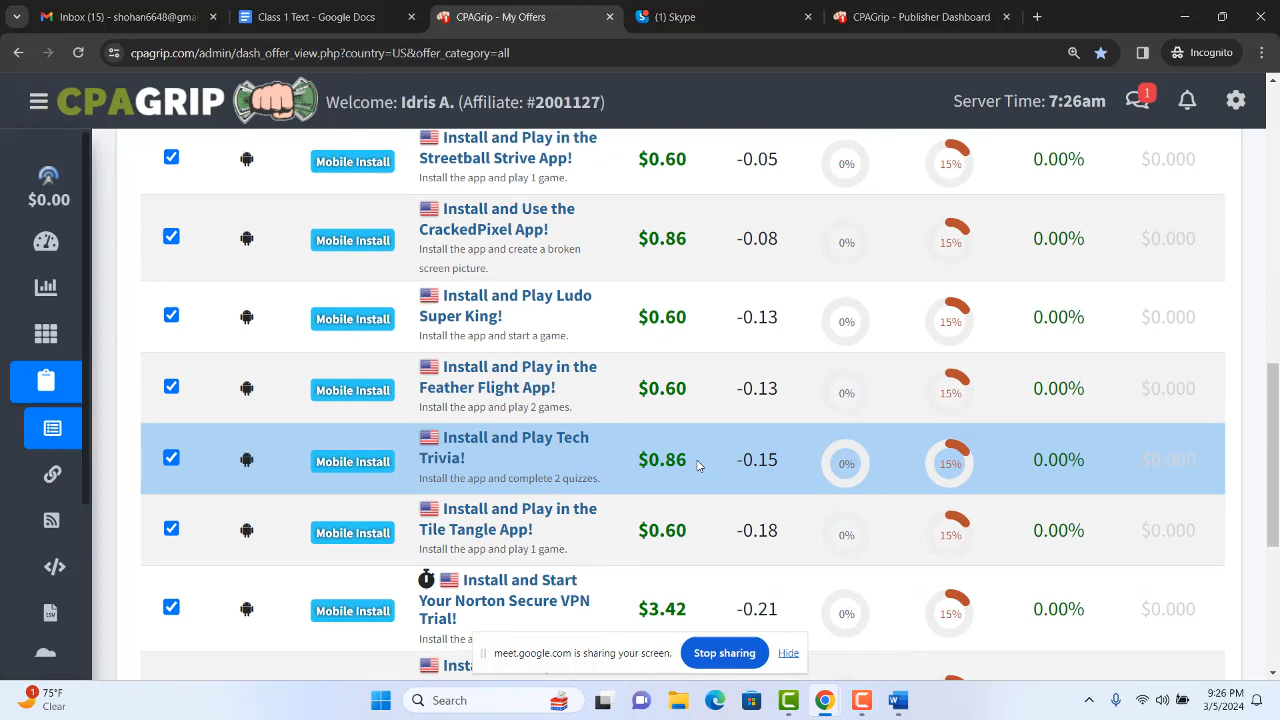 Inbox (15) - shohan6648@gma
Class 1 Text - Google Docs
CPAGrip - My Offers
(1) Skype
CPAGrip - Publisher Dashboard
cpagrip.com/admin/dash_offer_view.php?country=US&offer_category=all
Incognito
CPAGRIP
Welcome: Idris A. (Affiliate: #2001127)
Server Time: 7:26am
1
$0.00
Mobile Install
Install and Play in the
Streetball Strive App!
Install the app and play 1 game.
$0.60 -0.05 0% 15% 0.00% $0.000
Mobile Install
Install and Use the
CrackedPixel App!
Install the app and create a broken
screen picture.
$0.86 -0.08 0% 15% 0.00% $0.000
Mobile Install
Install and Play Ludo
Super King!
Install the app and start a game.
$0.60 -0.13 0% 15% 0.00% $0.000
Mobile Install
Install and Play in the
Feather Flight App!
Install the app and play 2 games.
$0.60 -0.13 0% 15% 0.00% $0.000
Mobile Install
Install and Play Tech
Trivia!
Install the app and complete 2 quizzes.
$0.86 -0.15 0% 15% 0.00% $0.000
Mobile Install
Install and Play in the
Tile Tangle App!
Install the app and play 1 game.
$0.60 -0.18 0% 15% 0.00% $0.000
Mobile Install
Install and Start
Your Norton Secure VPN
Trial!
Install the a
$3.42 -0.21 0% 15% 0.00% $0.000
meet.google.com is sharing your screen.
Stop sharing
Hide
Insta
1
75°F
Clear
Search
9:26 PM
3/5/2024